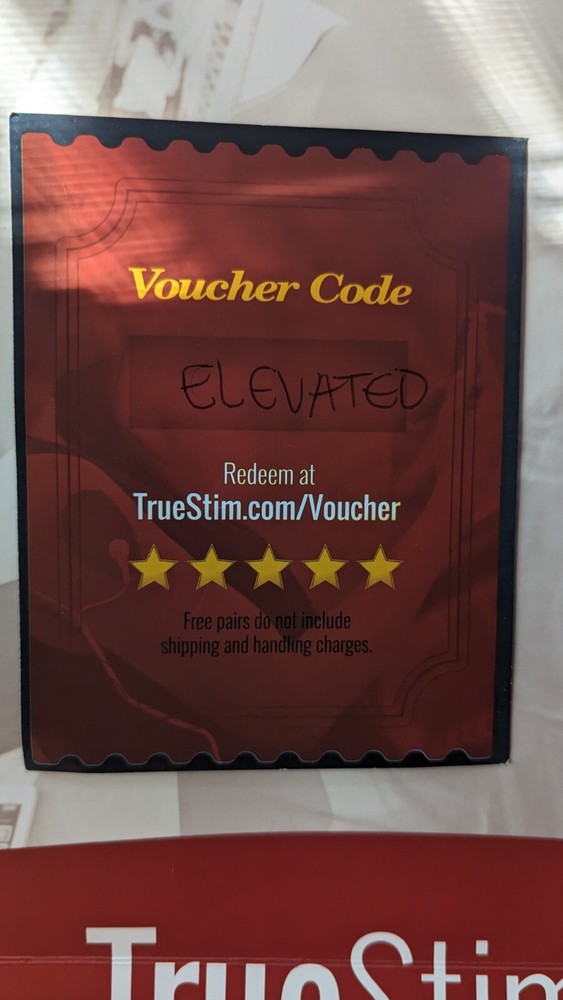 Voucher Code
ELEVATED
Redeem at
TrueStim.com/Voucher
Free pairs do not include
shipping and handling charges.
TrueStim